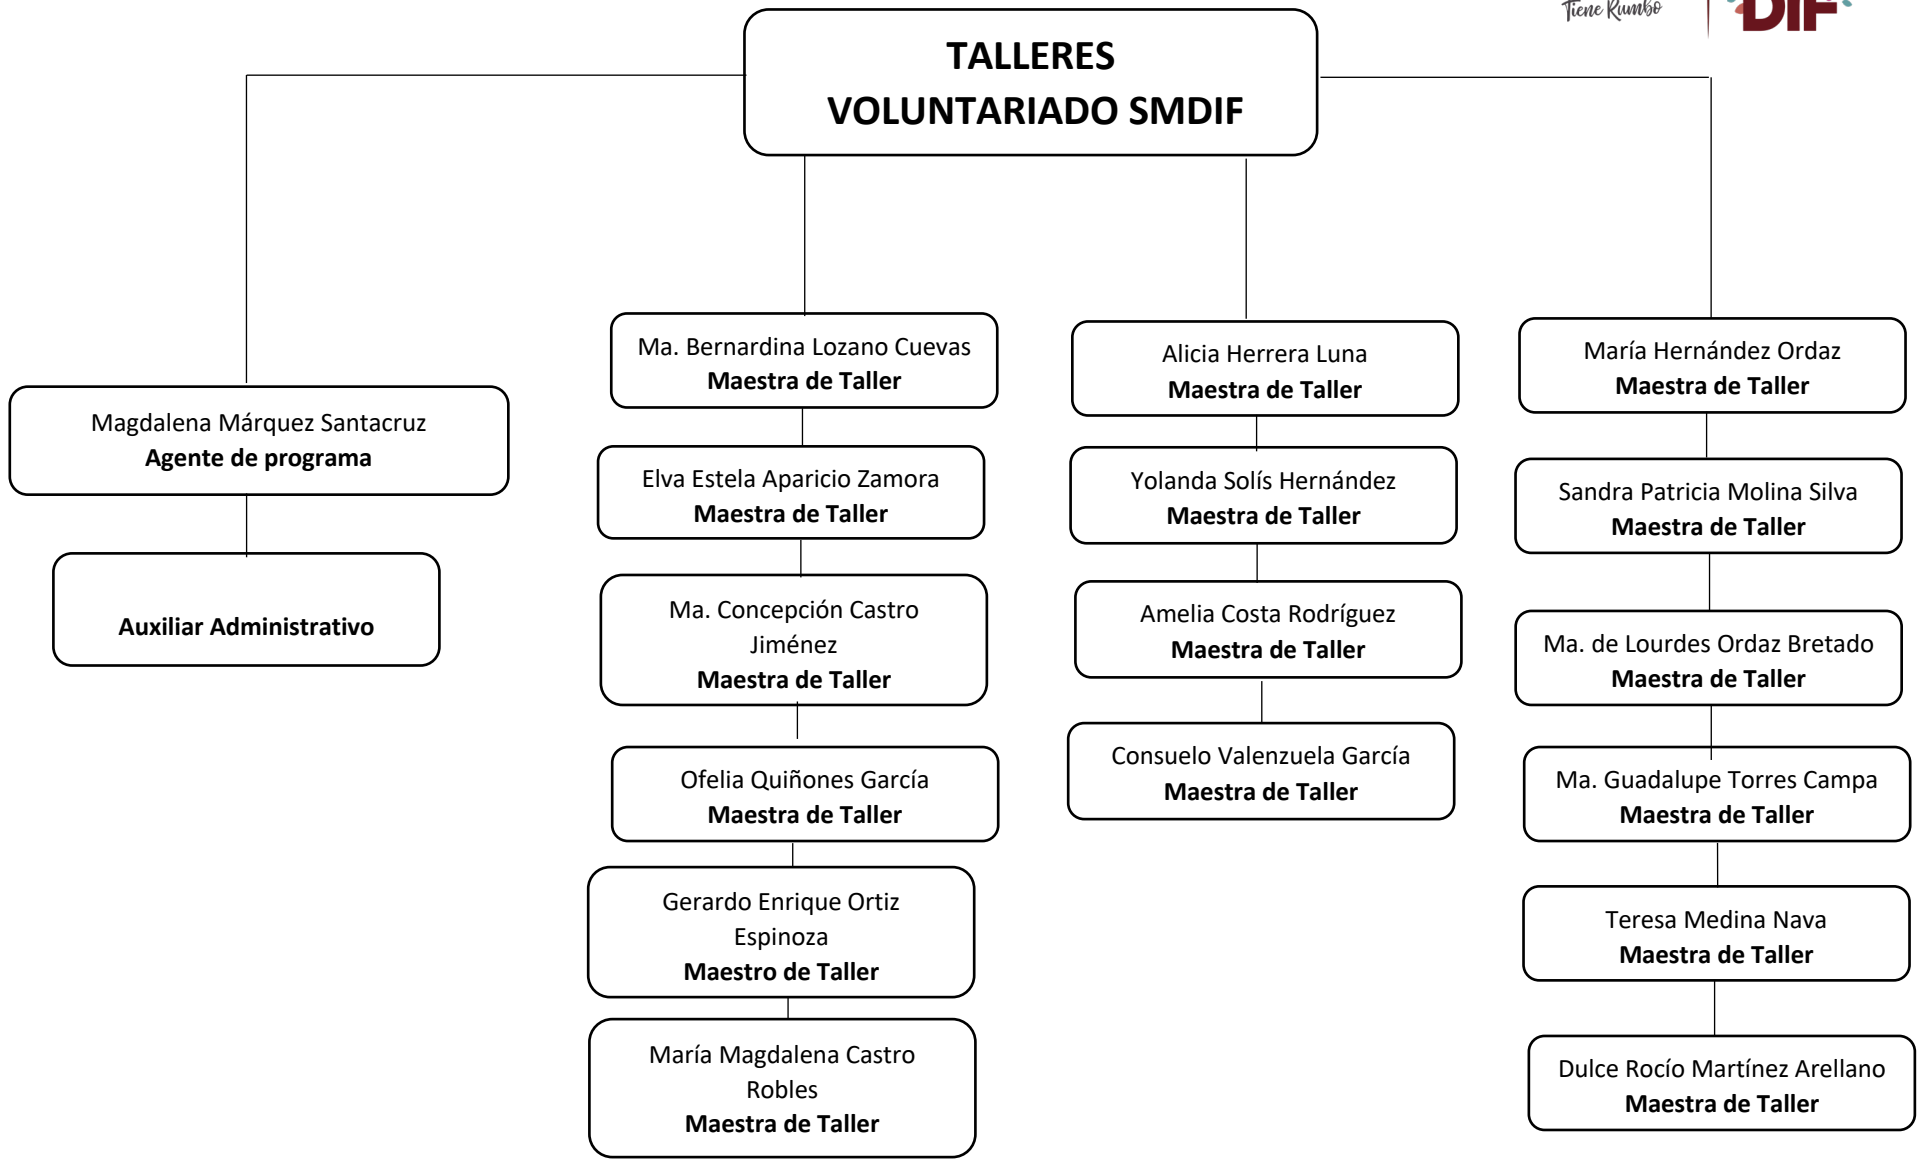 Tiene Rumbo
DIF
TALLERES
VOLUNTARIADO SMDIF
Magdalena Márquez Santacruz
Agente de programa
Auxiliar Administrativo
Ma. Bernardina Lozano Cuevas
Maestra de Taller
Elva Estela Aparicio Zamora
Maestra de Taller
Ma. Concepción Castro
Jiménez
Maestra de Taller
Ofelia Quiñones García
Maestra de Taller
Gerardo Enrique Ortiz
Espinoza
Maestro de Taller
María Magdalena Castro
Robles
Maestra de Taller
Alicia Herrera Luna
Maestra de Taller
Yolanda Solís Hernández
Maestra de Taller
Amelia Costa Rodríguez
Maestra de Taller
Consuelo Valenzuela García
Maestra de Taller
María Hernández Ordaz
Maestra de Taller
Sandra Patricia Molina Silva
Maestra de Taller
Ma. de Lourdes Ordaz Bretado
Maestra de Taller
Ma. Guadalupe Torres Campa
Maestra de Taller
Teresa Medina Nava
Maestra de Taller
Dulce Rocío Martínez Arellano
Maestra de Taller